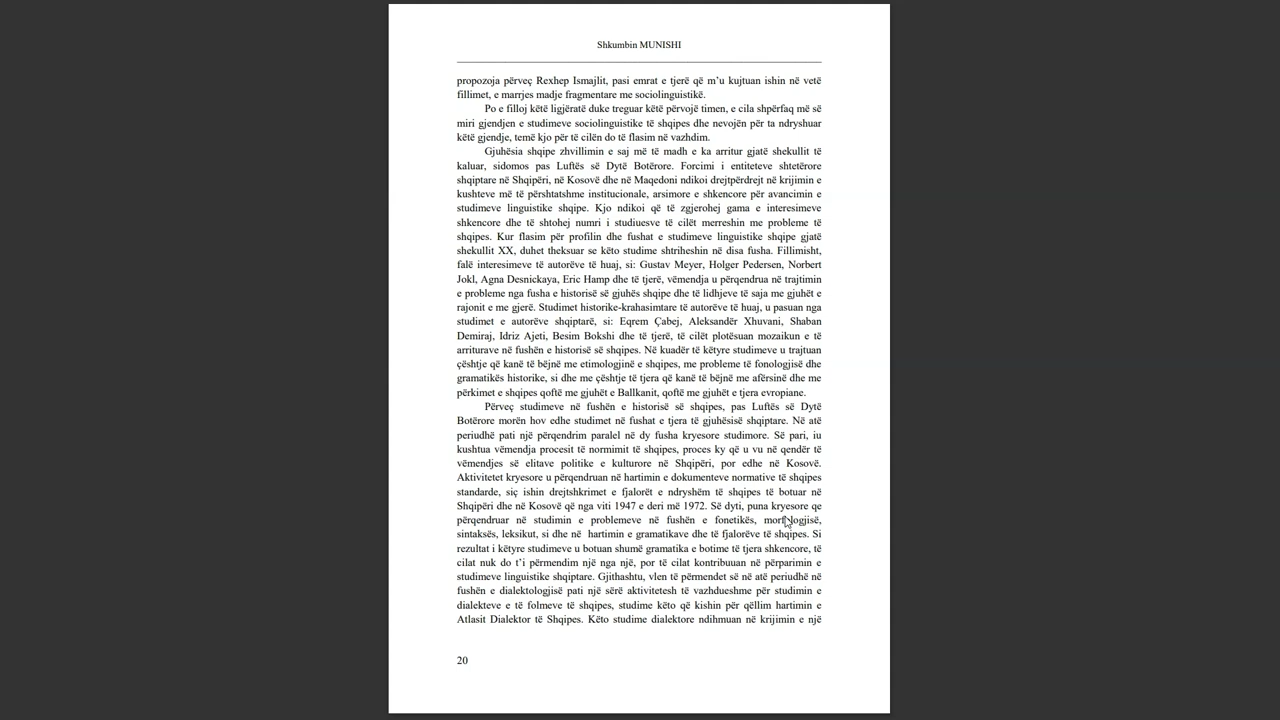 Shkumbin MUNISHI
propozoja përveç Rexhep Ismajlit, pasi emrat e tjerë që m’u kujtuan ishin në vetë
fillimet, e marrjes madje fragmentare me sociolinguistikë.
Po e filloj këtë ligjëratë duke treguar këtë përvojë timen, e cila shpërfaq më së
miri gjendjen e studimeve sociolinguistike të shqipes dhe nevojën për ta ndryshuar
këtë gjendje, temë kjo për të cilën do të flasim në vazhdim.
Gjuhësia shqipe zhvillimin e saj më të madh e ka arritur gjatë shekullit të
kaluar, sidomos pas Luftës së Dytë Botërore. Forcimi i entiteteve shtetërore
shqiptare në Shqipëri, në Kosovë dhe në Maqedoni ndikoi drejtpërdrejt në krijimin e
kushteve më të përshtatshme institucionale, arsimore e shkencore për avancimin e
studimeve linguistike shqipe. Kjo ndikoi që të zgjerohej gama e interesimeve
shkencore dhe të shtohej numri i studiuesve të cilët merreshin me probleme të
shqipes. Kur flasim për profilin dhe fushat e studimeve linguistike shqipe gjatë
shekullit XX, duhet theksuar se këto studime shtriheshin në disa fusha. Fillimisht,
falë interesimeve të autorëve të huaj, si: Gustav Meyer, Holger Pedersen, Norbert
Jokl, Agna Desnickaya, Eric Hamp dhe të tjerë, vëmendja u përqendrua në trajtimin
e probleme nga fusha e historisë së gjuhës shqipe dhe të lidhjeve të saja me gjuhët e
rajonit e me gjerë. Studimet historike-krahasimtare të autorëve të huaj, u pasuan nga
studimet e autorëve shqiptarë, si: Eqrem Çabej, Aleksandër Xhuvani, Shaban
Demiraj, Idriz Ajeti, Besim Bokshi dhe të tjerë, të cilët plotësuan mozaikun e të
arriturave në fushën e historisë së shqipes. Në kuadër të këtyre studimeve u trajtuan
çështje që kanë të bëjnë me etimologjinë e shqipes, me probleme të fonologjisë dhe
gramatikës historike, si dhe me çështje të tjera që kanë të bëjnë me afërsinë dhe me
përkimet e shqipes qoftë me gjuhët e Ballkanit, qoftë me gjuhët e tjera evropiane.
Përveç studimeve në fushën e historisë së shqipes, pas Luftës së Dytë
Botërore morën hov edhe studimet në fushat e tjera të gjuhësisë shqiptare. Në atë
periudhë pati një përqendrim paralel në dy fusha kryesore studimore. Së pari, iu
kushtua vëmendja procesit të normimit të shqipes, proces ky që u vu në qendër të
vëmendjes së elitave politike e kulturore në Shqipëri, por edhe në Kosovë.
Aktivitetet kryesore u përqendruan në hartimin e dokumenteve normative të shqipes
standarde, siç ishin drejtshkrimet e fjalorët e ndryshëm të shqipes të botuar në
Shqipëri dhe në Kosovë që nga viti 1947 e deri më 1972. Së dyti, puna kryesore qe
përqendruar në studimin e problemeve në fushën e fonetikës, morfologjisë,
sintaksës, leksikut, si dhe në hartimin e gramatikave dhe të fjalorëve të shqipes. Si
rezultat i këtyre studimeve u botuan shumë gramatika e botime të tjera shkencore, të
cilat nuk do t’i përmendim një nga një, por të cilat kontribuuan në përparimin e
studimeve linguistike shqiptare. Gjithashtu, vlen të përmendet së në atë periudhë në
fushën e dialektologjisë pati një sërë aktivitetesh të vazhdueshme për studimin e
dialekteve e të folmeve të shqipes, studime këto që kishin për qëllim hartimin e
Atlasit Dialektor të Shqipes. Këto studime dialektore ndihmuan në krijimin e një
20